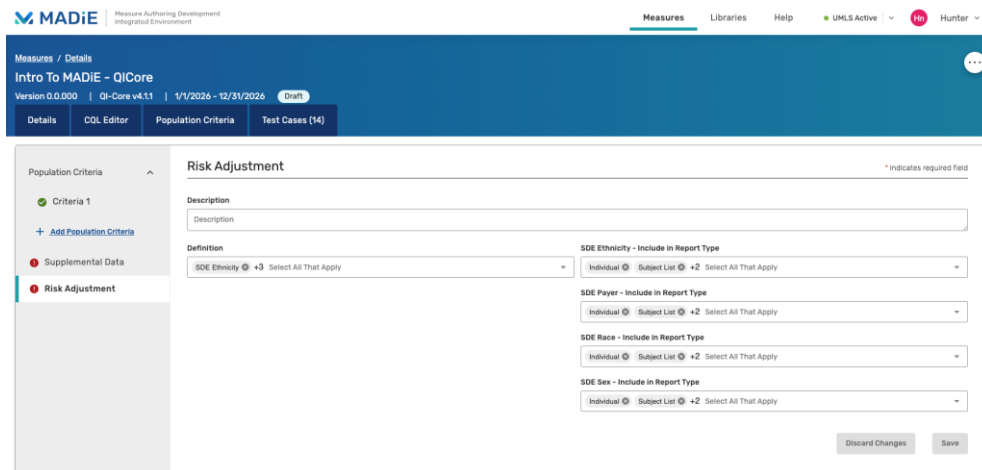 MADiE Measure Authering Development
Integrated Environment
Measures Libraries Help UMLS Active Hn Hunter
Measures / Details
Intro To MADiE - QICore
Version 0.0.000 | QI-Core v4.1.1 | 1/1/2026 - 12/31/2026 Draft
Details CQL Editor Population Criteria Test Cases (14)
Population Criteria
Criteria 1
+ Add Population Criteria
Supplemental Data
Risk Adjustment
Risk Adjustment
* Indicates required field
Description
Description
Definition
SDE Ethnicity +3 Select All That Apply
SDE Ethnicity - Include in Report Type
Individual Subject List +2 Select All That Apply
SDE Payer - Include in Report Type
Individual Subject List +2 Select All That Apply
SDE Race - Include in Report Type
Individual Subject List +2 Select All That Apply
SDE Sex - Include in Report Type
Individual Subject List +2 Select All That Apply
Discard Changes Save